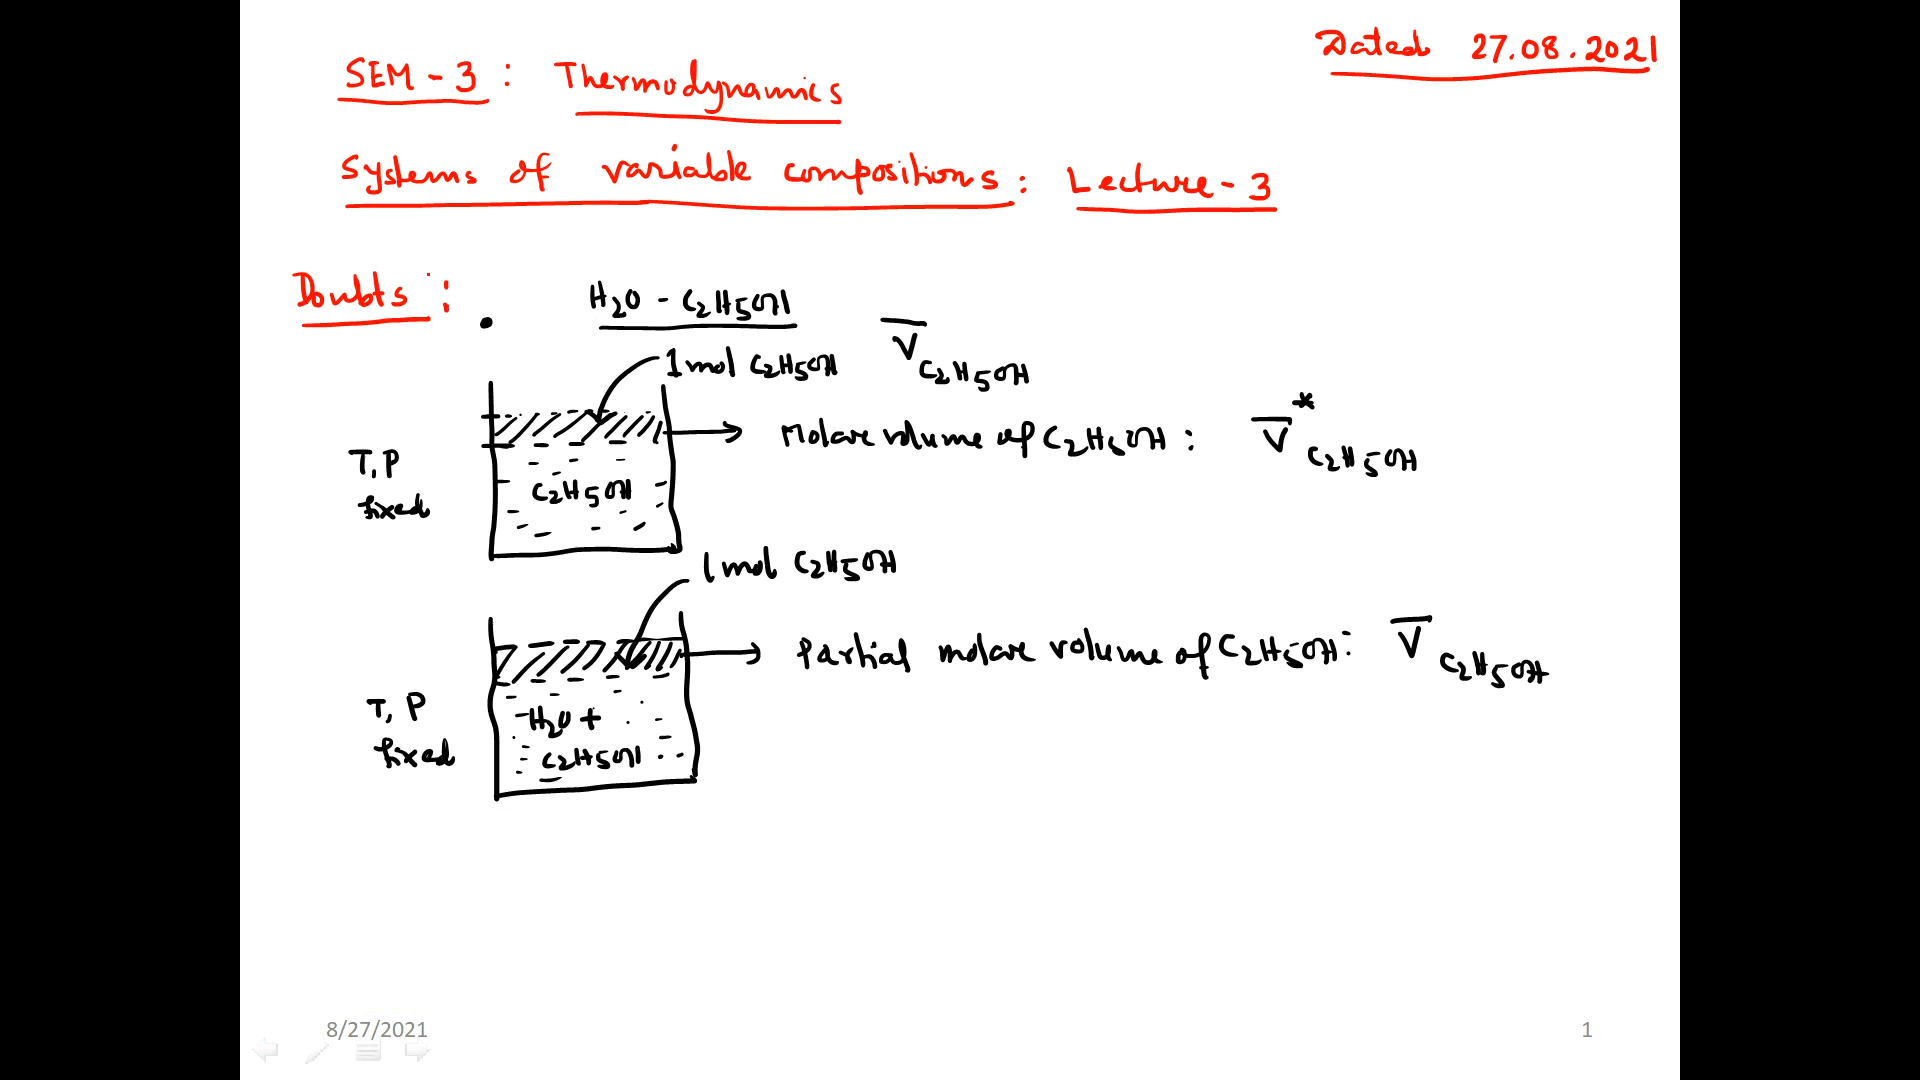 Dated 27.08.2021
SEM - 3 : Thermodynamics
Systems of variable compositions : Lecture - 3
Doubts :
• H₂O - C₂H₅OH
V̅ C₂H₅OH
1 mol C₂H₅OH
Molar volume of C₂H₅OH : V̅* C₂H₅OH
T, P
fixed
C₂H₅OH
1 mol C₂H₅OH
Partial molar volume of C₂H₅OH : V̅ C₂H₅OH
T, P
fixed
H₂O +
C₂H₅OH
8/27/2021
1